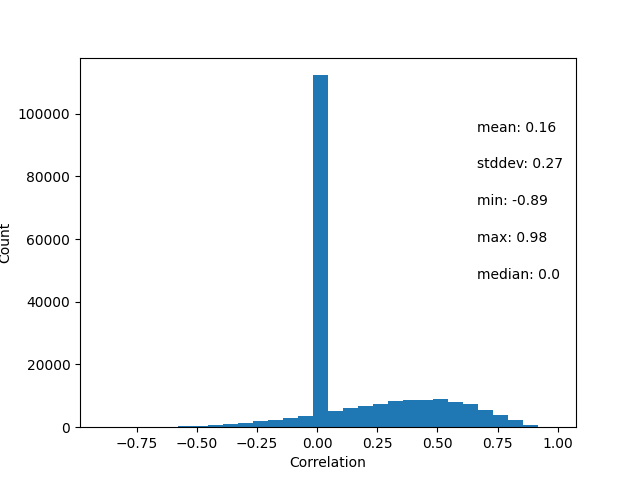 mean: 0.16
stddev: 0.27
min: -0.89
max: 0.98
median: 0.0
100000
80000
60000
40000
20000
0
Count
−0.75 −0.50 −0.25 0.00 0.25 0.50 0.75 1.00
Correlation